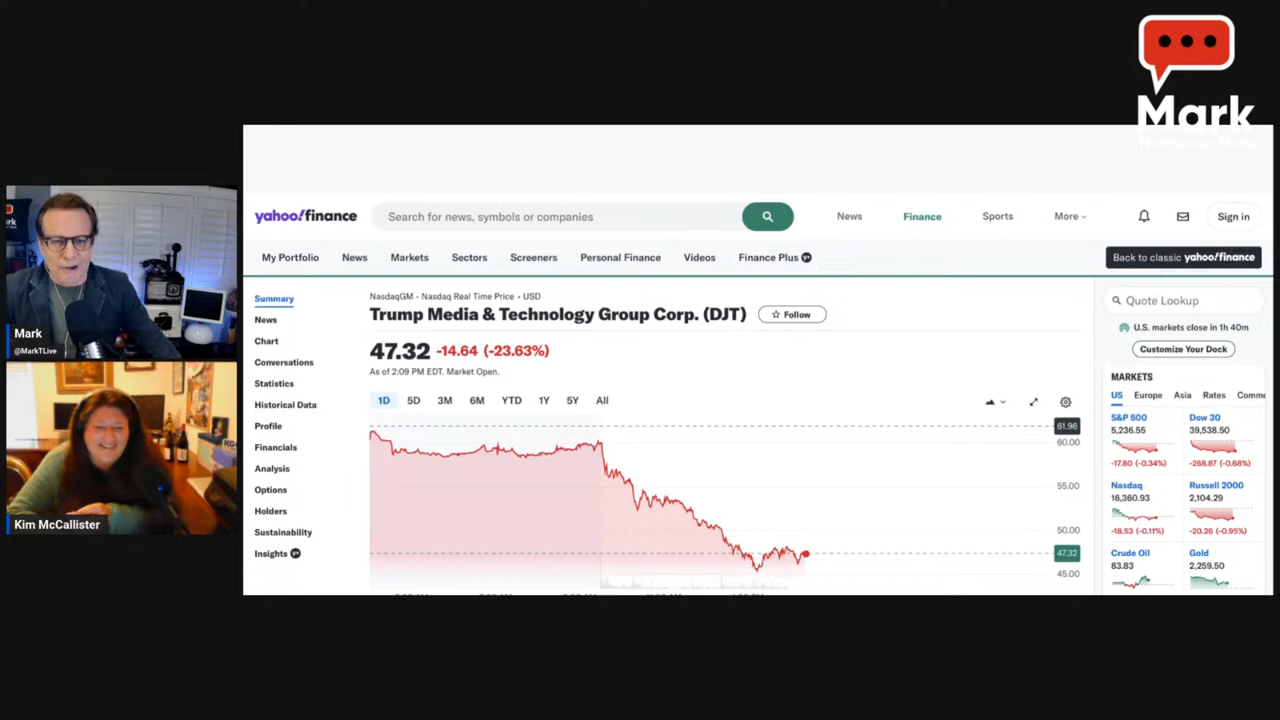 Mark
yahoo!finance
Search for news, symbols or companies
News
Finance
Sports
More
Sign in
My Portfolio
News
Markets
Sectors
Screeners
Personal Finance
Videos
Finance Plus
Back to classic yahoo!finance
Mark
@MarkTLive
Kim McCallister
Summary
News
Chart
Conversations
Statistics
Historical Data
Profile
Financials
Analysis
Options
Holders
Sustainability
Insights
NasdaqGM - Nasdaq Real Time Price • USD
Trump Media & Technology Group Corp. (DJT)
Follow
47.32 -14.64 (-23.63%)
As of 2:09 PM EDT. Market Open.
1D 5D 3M 6M YTD 1Y 5Y All
61.96
60.00
55.00
50.00
47.32
45.00
Quote Lookup
U.S. markets close in 1h 40m
Customize Your Dock
MARKETS
US Europe Asia Rates Comm
S&P 500
5,236.55
-17.80 (-0.34%)
Dow 30
39,538.50
-268.87 (-0.68%)
Nasdaq
16,360.93
-18.53 (-0.11%)
Russell 2000
2,104.29
-20.26 (-0.95%)
Crude Oil
83.83
Gold
2,259.50